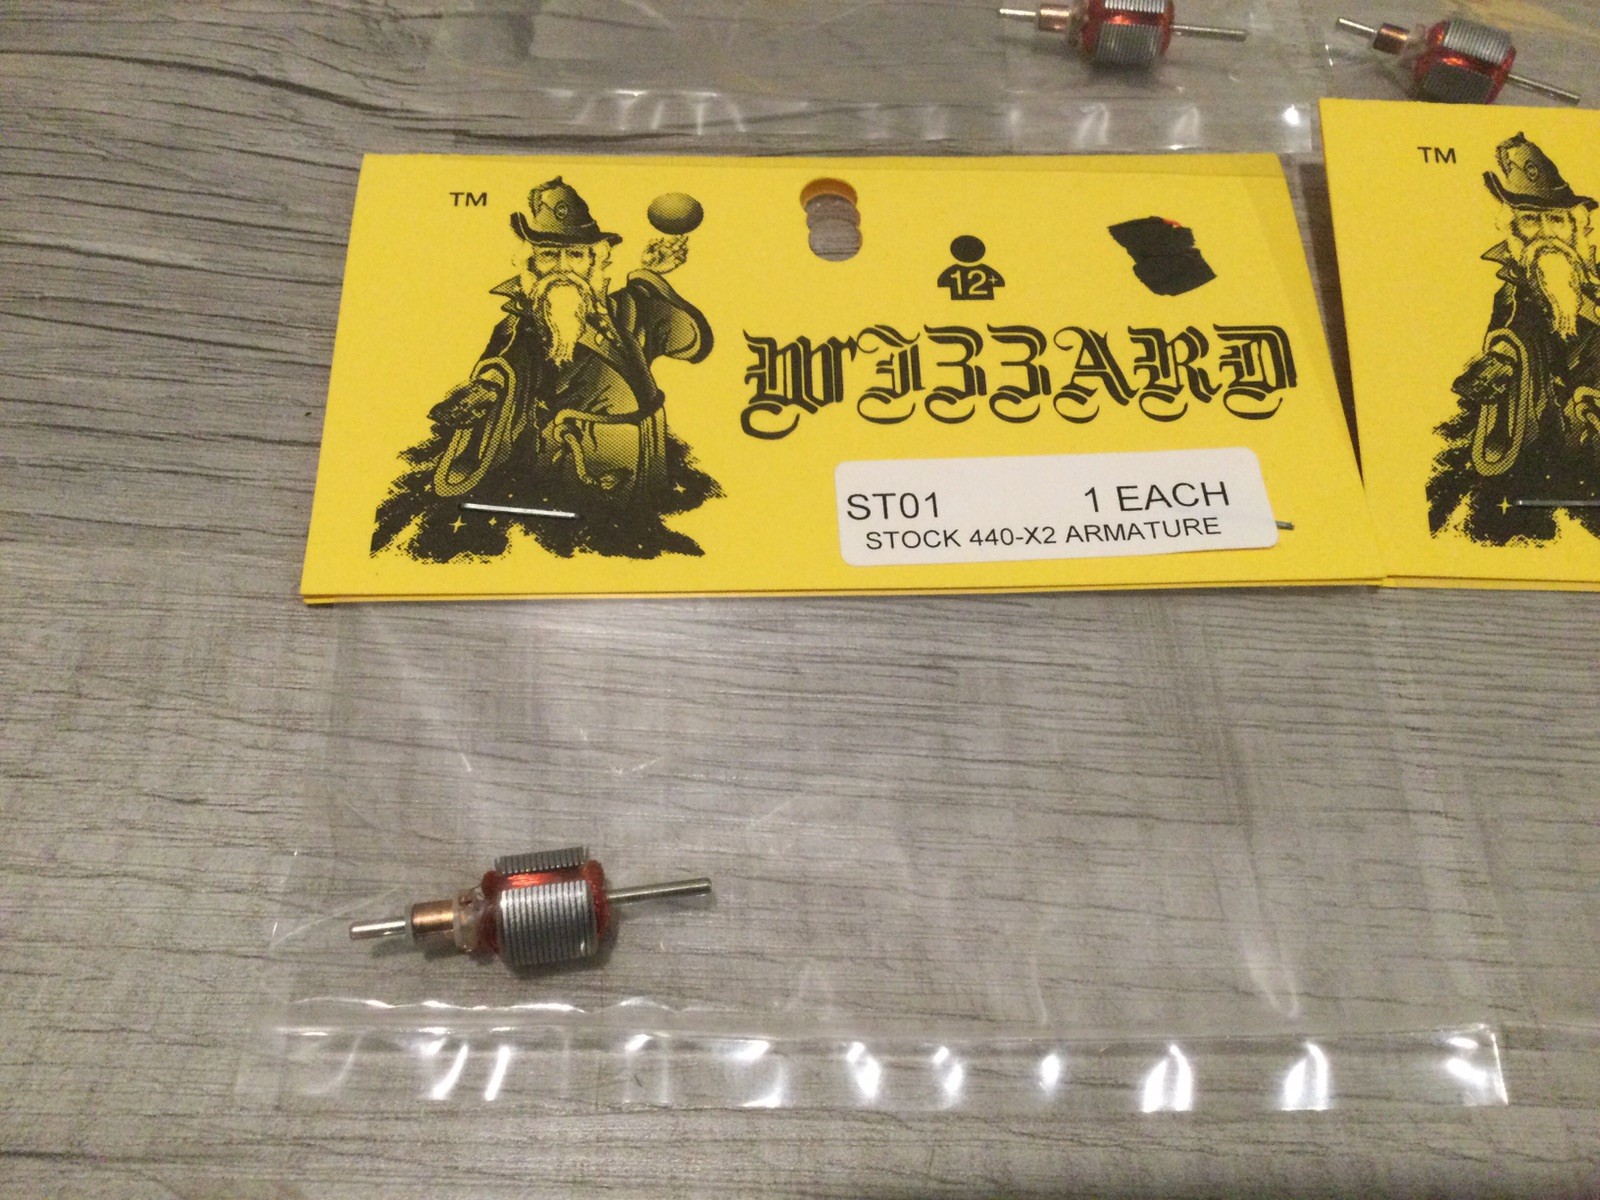 TM
12+
WIZZARD
ST01 1 EACH
STOCK 440-X2 ARMATURE
TM